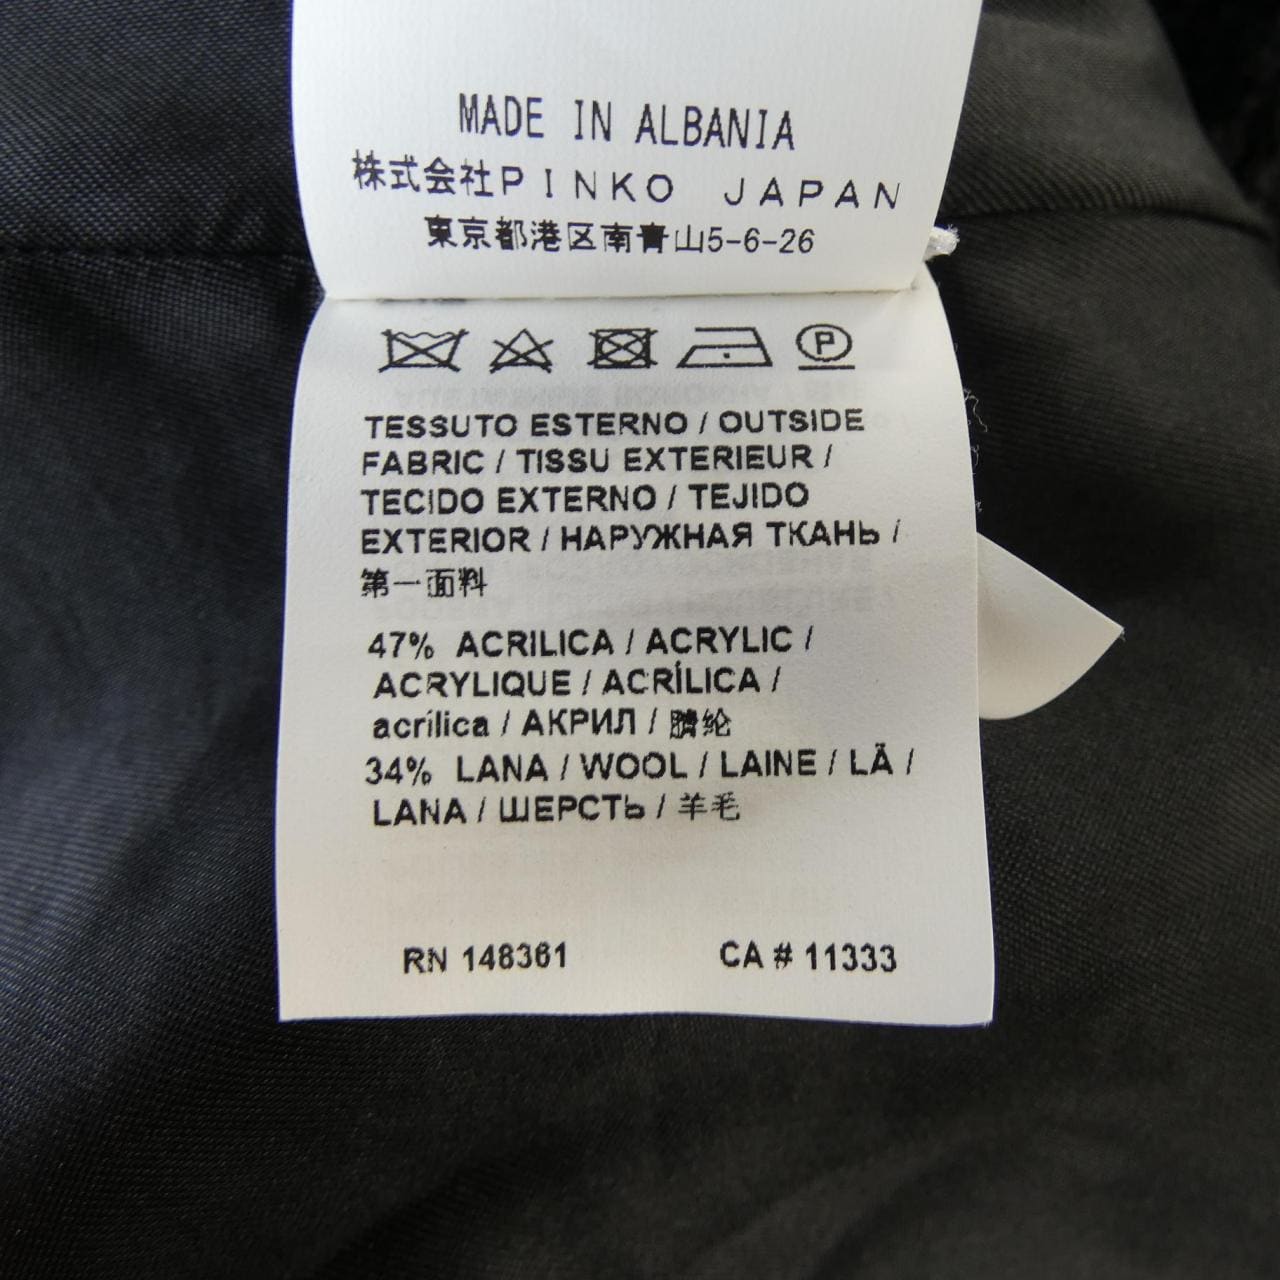 MADE IN ALBANIA
株式会社PINKO JAPAN
東京都港区南青山5-6-26
P
TESSUTO ESTERNO / OUTSIDE
FABRIC / TISSU EXTERIEUR /
TECIDO EXTERNO / TEJIDO
EXTERIOR / НАРУЖНАЯ ТКАНЬ /
第一面料
47% ACRILICA / ACRYLIC /
ACRYLIQUE / ACRÍLICA /
acrílica / АКРИЛ / 腈纶
34% LANA / WOOL / LAINE / LÃ /
LANA / ШЕРСТЬ / 羊毛
RN 148361
CA # 11333